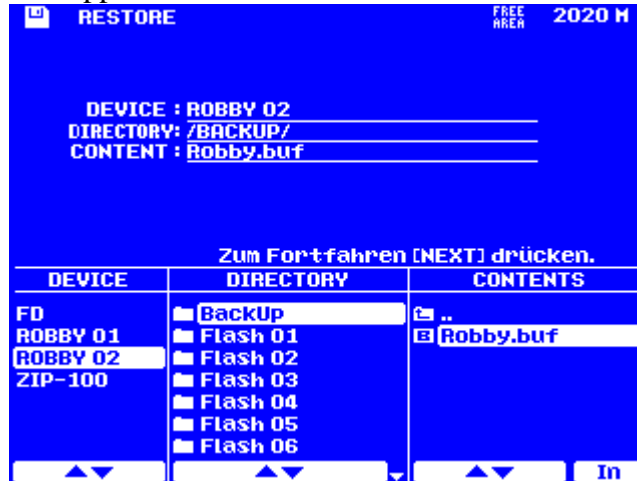 RESTORE FREE AREA 2020 M
DEVICE : ROBBY 02
DIRECTORY: /BACKUP/
CONTENT : Robby.buf
Zum Fortfahren [NEXT] drücken.
DEVICE DIRECTORY CONTENTS
FD BackUp ..
ROBBY 01 Flash 01 B Robby.buf
ROBBY 02 Flash 02
ZIP-100 Flash 03
Flash 04
Flash 05
Flash 06
In